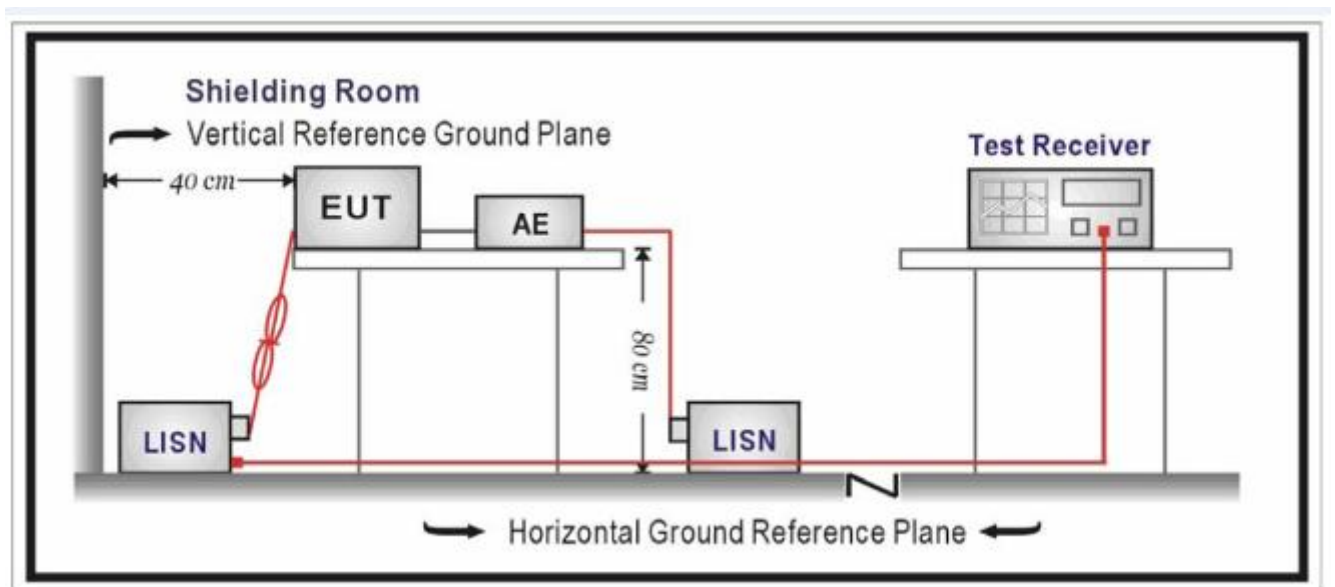 Shielding Room
Vertical Reference Ground Plane
Test Receiver
40 cm
EUT
AE
80 cm
LISN
LISN
Horizontal Ground Reference Plane